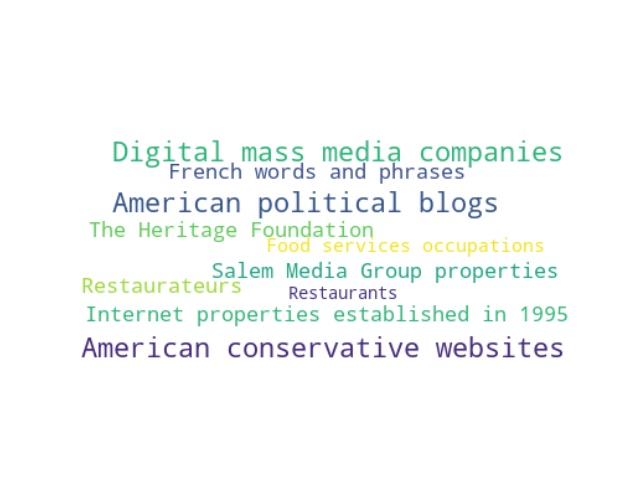 Digital mass media companies
French words and phrases
American political blogs
The Heritage Foundation
Food services occupations
Salem Media Group properties
Restaurateurs
Restaurants
Internet properties established in 1995
American conservative websites